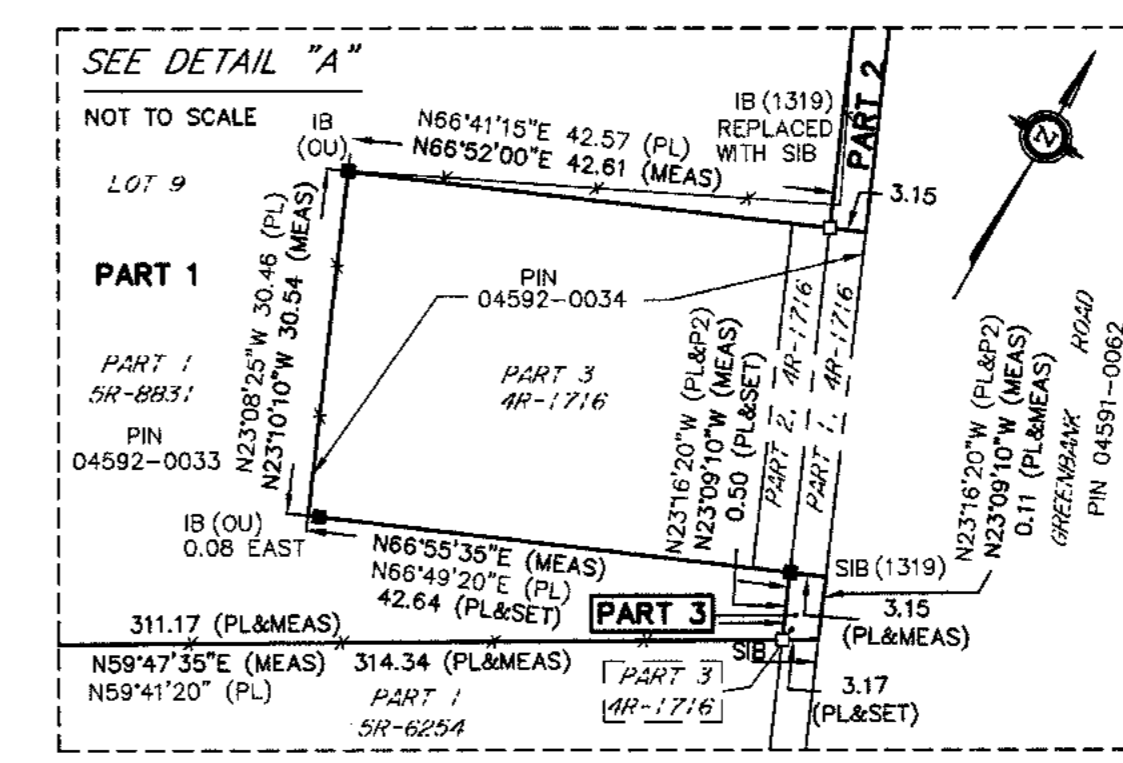 SEE DETAIL "A"
NOT TO SCALE
LOT 9
PART 1
PART 1
5R-8831
PIN
04592-0033
IB
(OU)
N66°41'15"E 42.57 (PL)
N66°52'00"E 42.61 (MEAS)
IB (1319)
REPLACED
WITH SIB
PART 2
3.15
N
N23°08'25"W 30.46 (PL)
N23°10'10"W 30.54 (MEAS)
PIN
04592-0034
PART 3
4R-1716
PART 2, 4R-1716
PART 1, 4R-1716
N23°16'20"W (PL&P2)
N23°09'10"W (MEAS)
0.50 (PL&SET)
N23°16'20"W (PL&P2)
N23°09'10"W (MEAS)
0.11 (PL&MEAS)
GREENBANK ROAD
PIN 04591-0062
IB (OU)
0.08 EAST
N66°55'35"E (MEAS)
N66°49'20"E (PL)
42.64 (PL&SET)
SIB (1319)
3.15
(PL&MEAS)
PART 3
SIB
3.17
(PL&SET)
311.17 (PL&MEAS)
N59°47'35"E (MEAS)
N59°41'20" (PL)
314.34 (PL&MEAS)
PART 1
5R-6254
PART 3
4R-1716